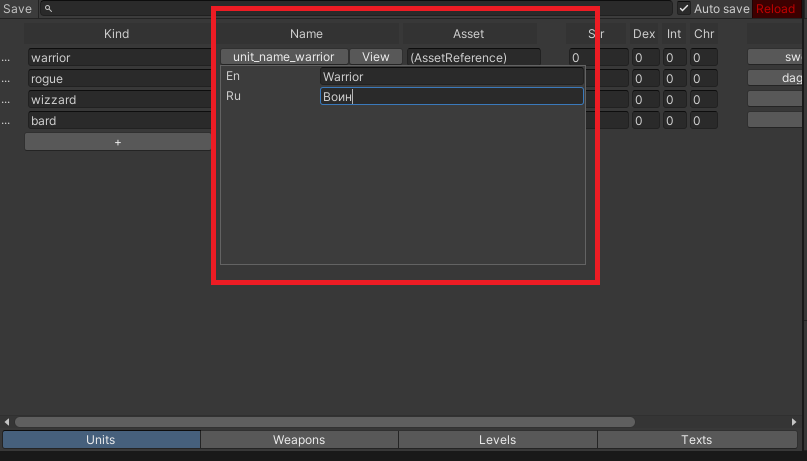 Save Auto save Reload
Kind Name Asset Str Dex Int Chr
... warrior unit_name_warrior View (AssetReference) 0 0 0 0
En Warrior
... rogue 0 0 0
Ru Воин
... wizzard 0 0 0
... bard 0 0 0
+
Units Weapons Levels Texts